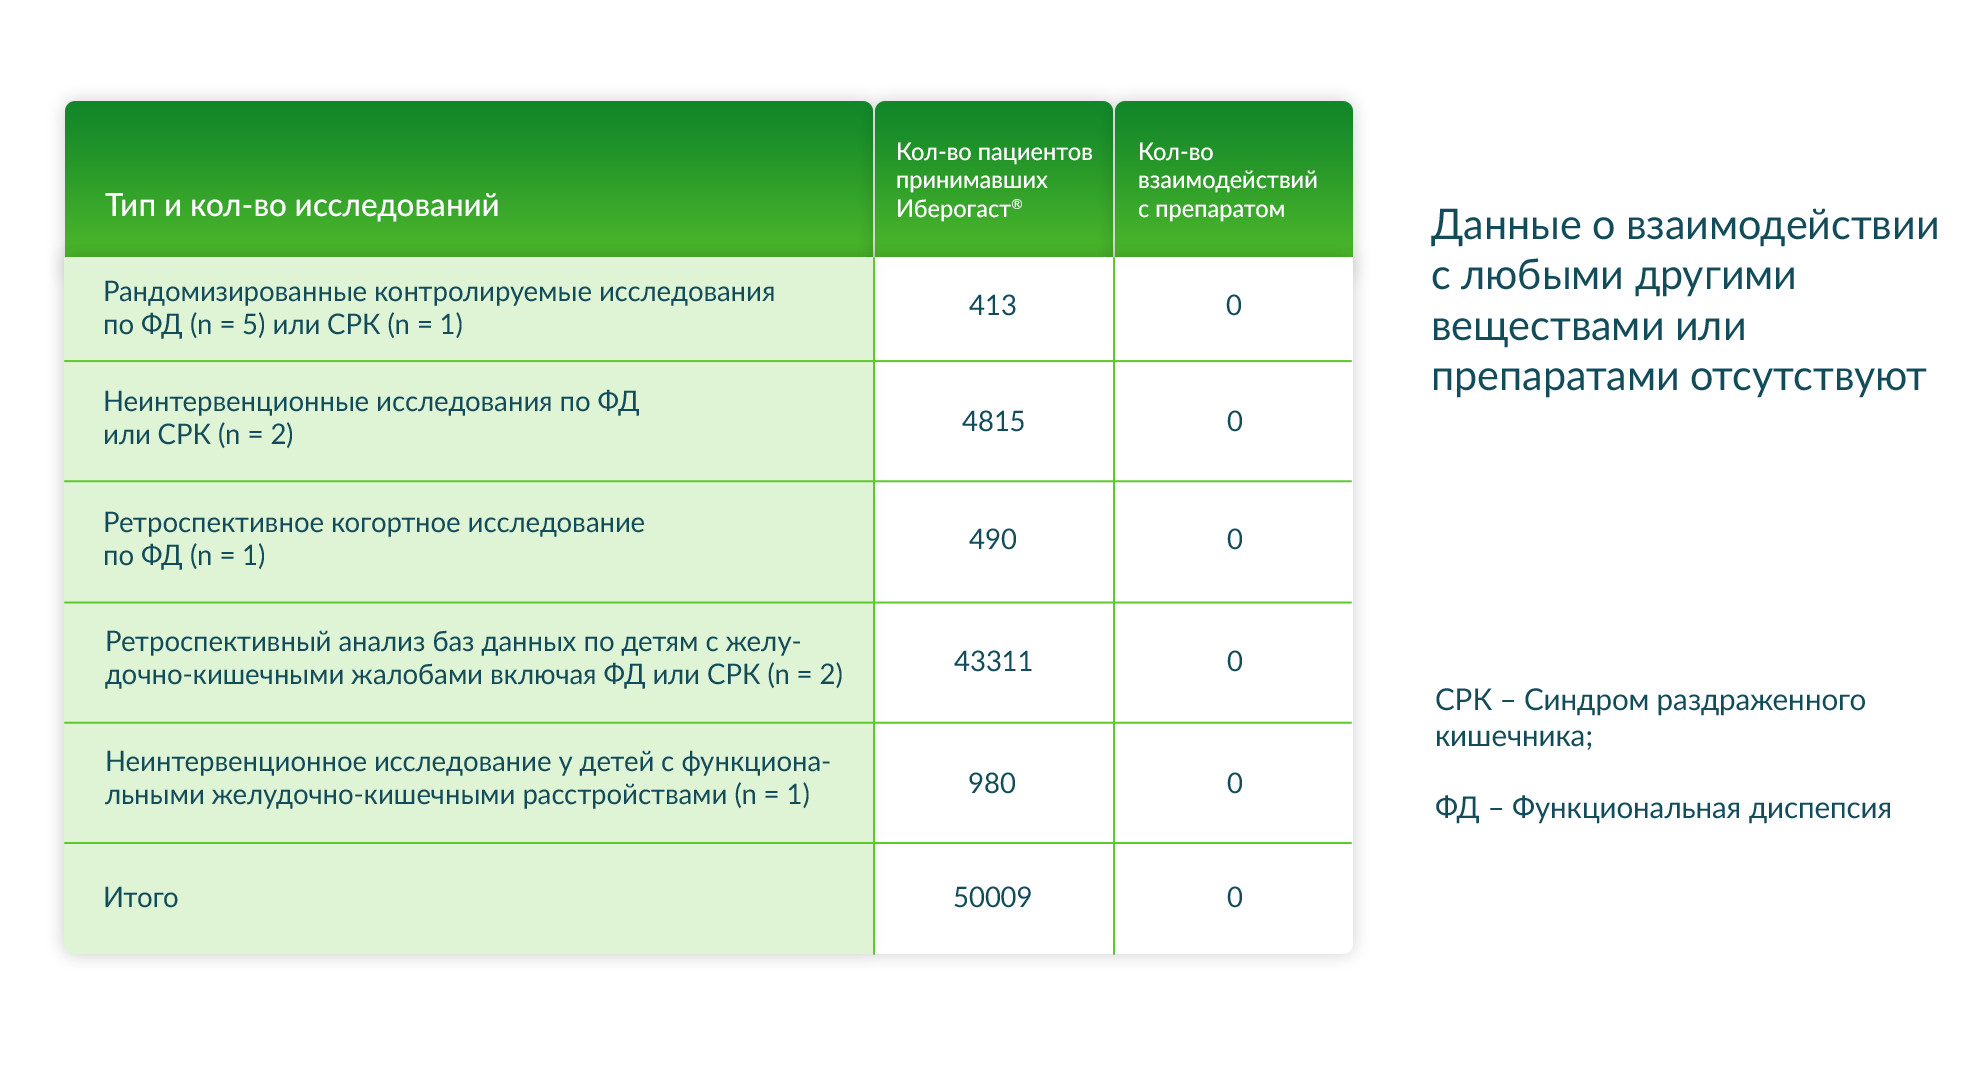 Тип и кол-во исследований
Кол-во пациентов
принимавших
Иберогаст®
Кол-во
взаимодействий
с препаратом
Рандомизированные контролируемые исследования
по ФД (n = 5) или СРК (n = 1)
413
0
Неинтервенционные исследования по ФД
или СРК (n = 2)
4815
0
Ретроспективное когортное исследование
по ФД (n = 1)
490
0
Ретроспективный анализ баз данных по детям с желу-
дочно-кишечными жалобами включая ФД или СРК (n = 2)
43311
0
Неинтервенционное исследование у детей с функциона-
льными желудочно-кишечными расстройствами (n = 1)
980
0
Итого
50009
0
Данные о взаимодействии
с любыми другими
веществами или
препаратами отсутствуют
СРК – Синдром раздраженного
кишечника;
ФД – Функциональная диспепсия